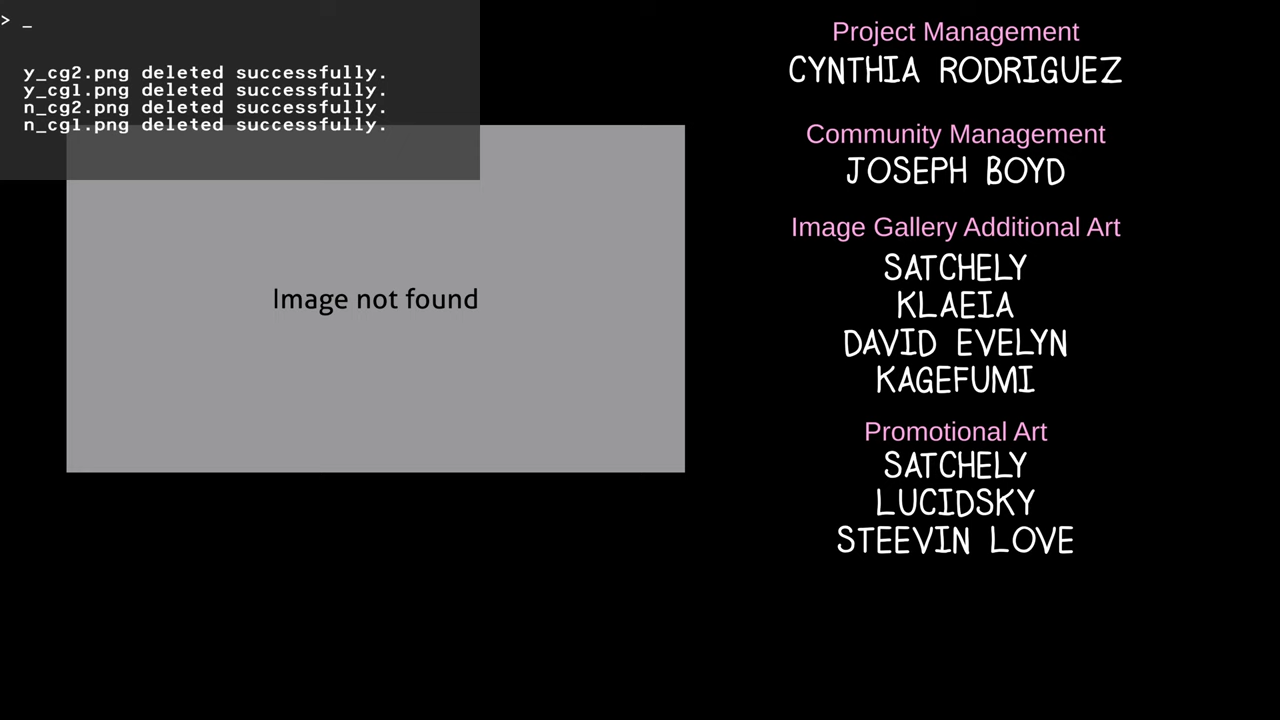 > _
y_cg2.png deleted successfully.
y_cg1.png deleted successfully.
n_cg2.png deleted successfully.
n_cg1.png deleted successfully.
Image not found
Project Management
CYNTHIA RODRIGUEZ
Community Management
JOSEPH BOYD
Image Gallery Additional Art
SATCHELY
KLAEIA
DAVID EVELYN
KAGEFUMI
Promotional Art
SATCHELY
LUCIDSKY
STEEVIN LOVE